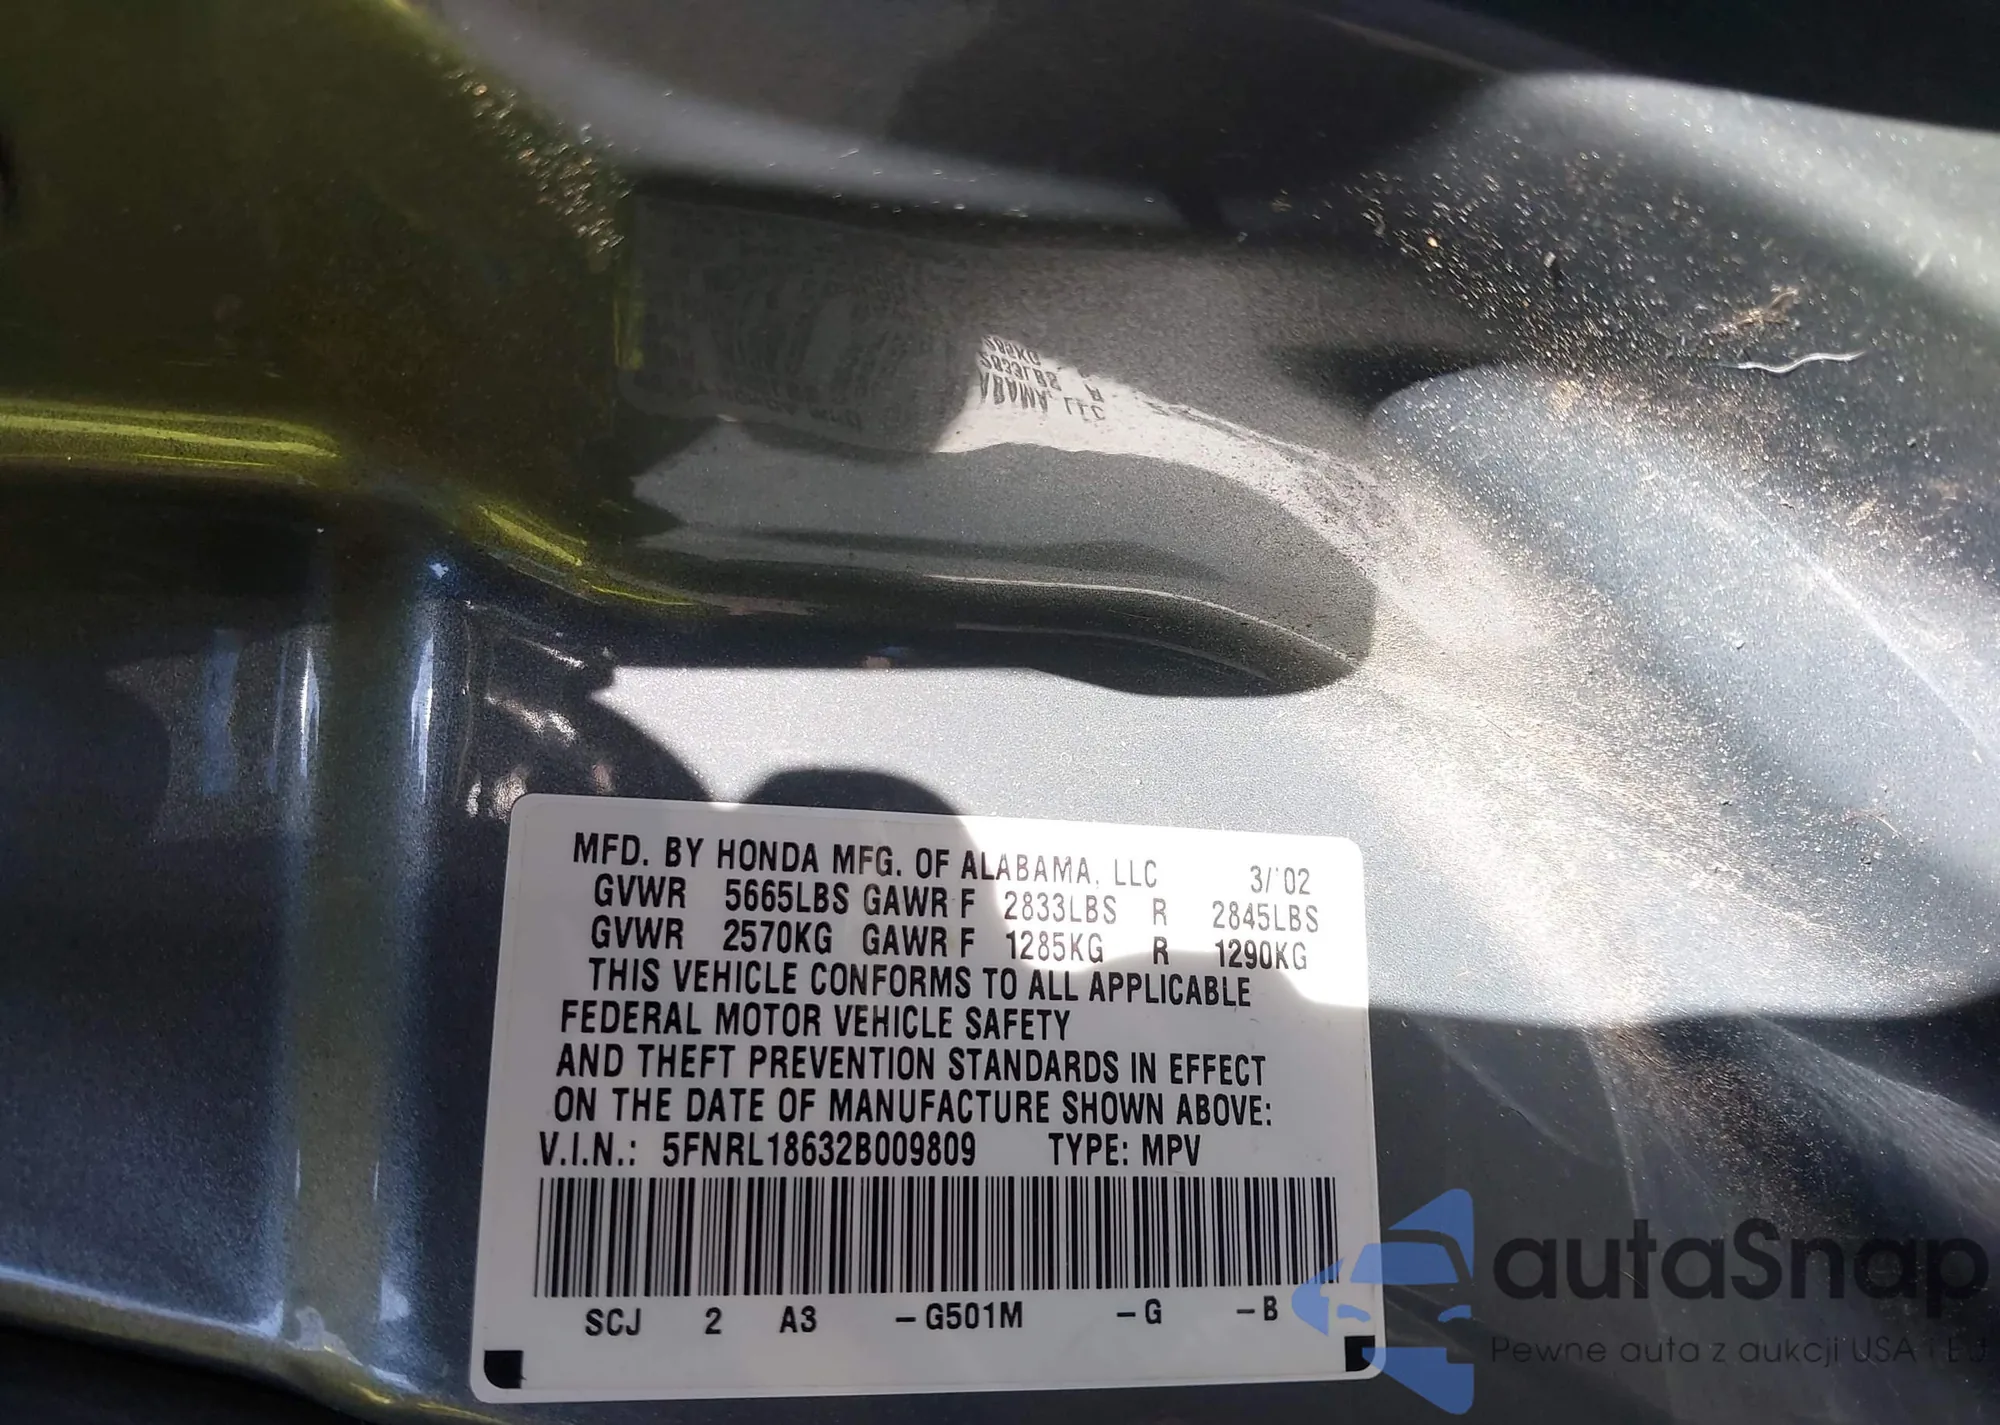 MFD. BY HONDA MFG. OF ALABAMA, LLC 3/'02
GVWR 5665LBS GAWR F 2833LBS R 2845LBS
GVWR 2570KG GAWR F 1285KG R 1290KG
THIS VEHICLE CONFORMS TO ALL APPLICABLE
FEDERAL MOTOR VEHICLE SAFETY
AND THEFT PREVENTION STANDARDS IN EFFECT
ON THE DATE OF MANUFACTURE SHOWN ABOVE:
V.I.N.: 5FNRL18632B009809 TYPE: MPV
SCJ 2 A3 –G501M –G –B
autaSnap
Pewne auta z aukcji USA i EU